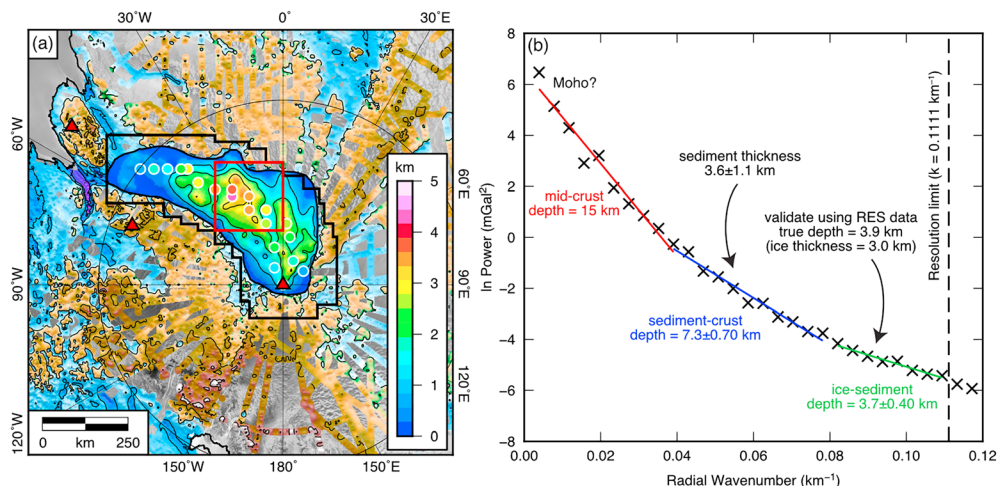 30°W
0°
30°E
(a)
60°W
90°W
120°W
150°W
180°
150°E
60°E
90°E
120°E
km
5
4
3
2
1
0
0 km 250
(b)
8
6
4
2
0
−2
−4
−6
−8
ln Power (mGal²)
0.00
0.02
0.04
0.06
0.08
0.10
0.12
Radial Wavenumber (km⁻¹)
Moho?
mid-crust
depth = 15 km
sediment thickness
3.6±1.1 km
sediment-crust
depth = 7.3±0.70 km
validate using RES data
true depth = 3.9 km
(ice thickness = 3.0 km)
ice-sediment
depth = 3.7±0.40 km
Resolution limit (k = 0.1111 km⁻¹)